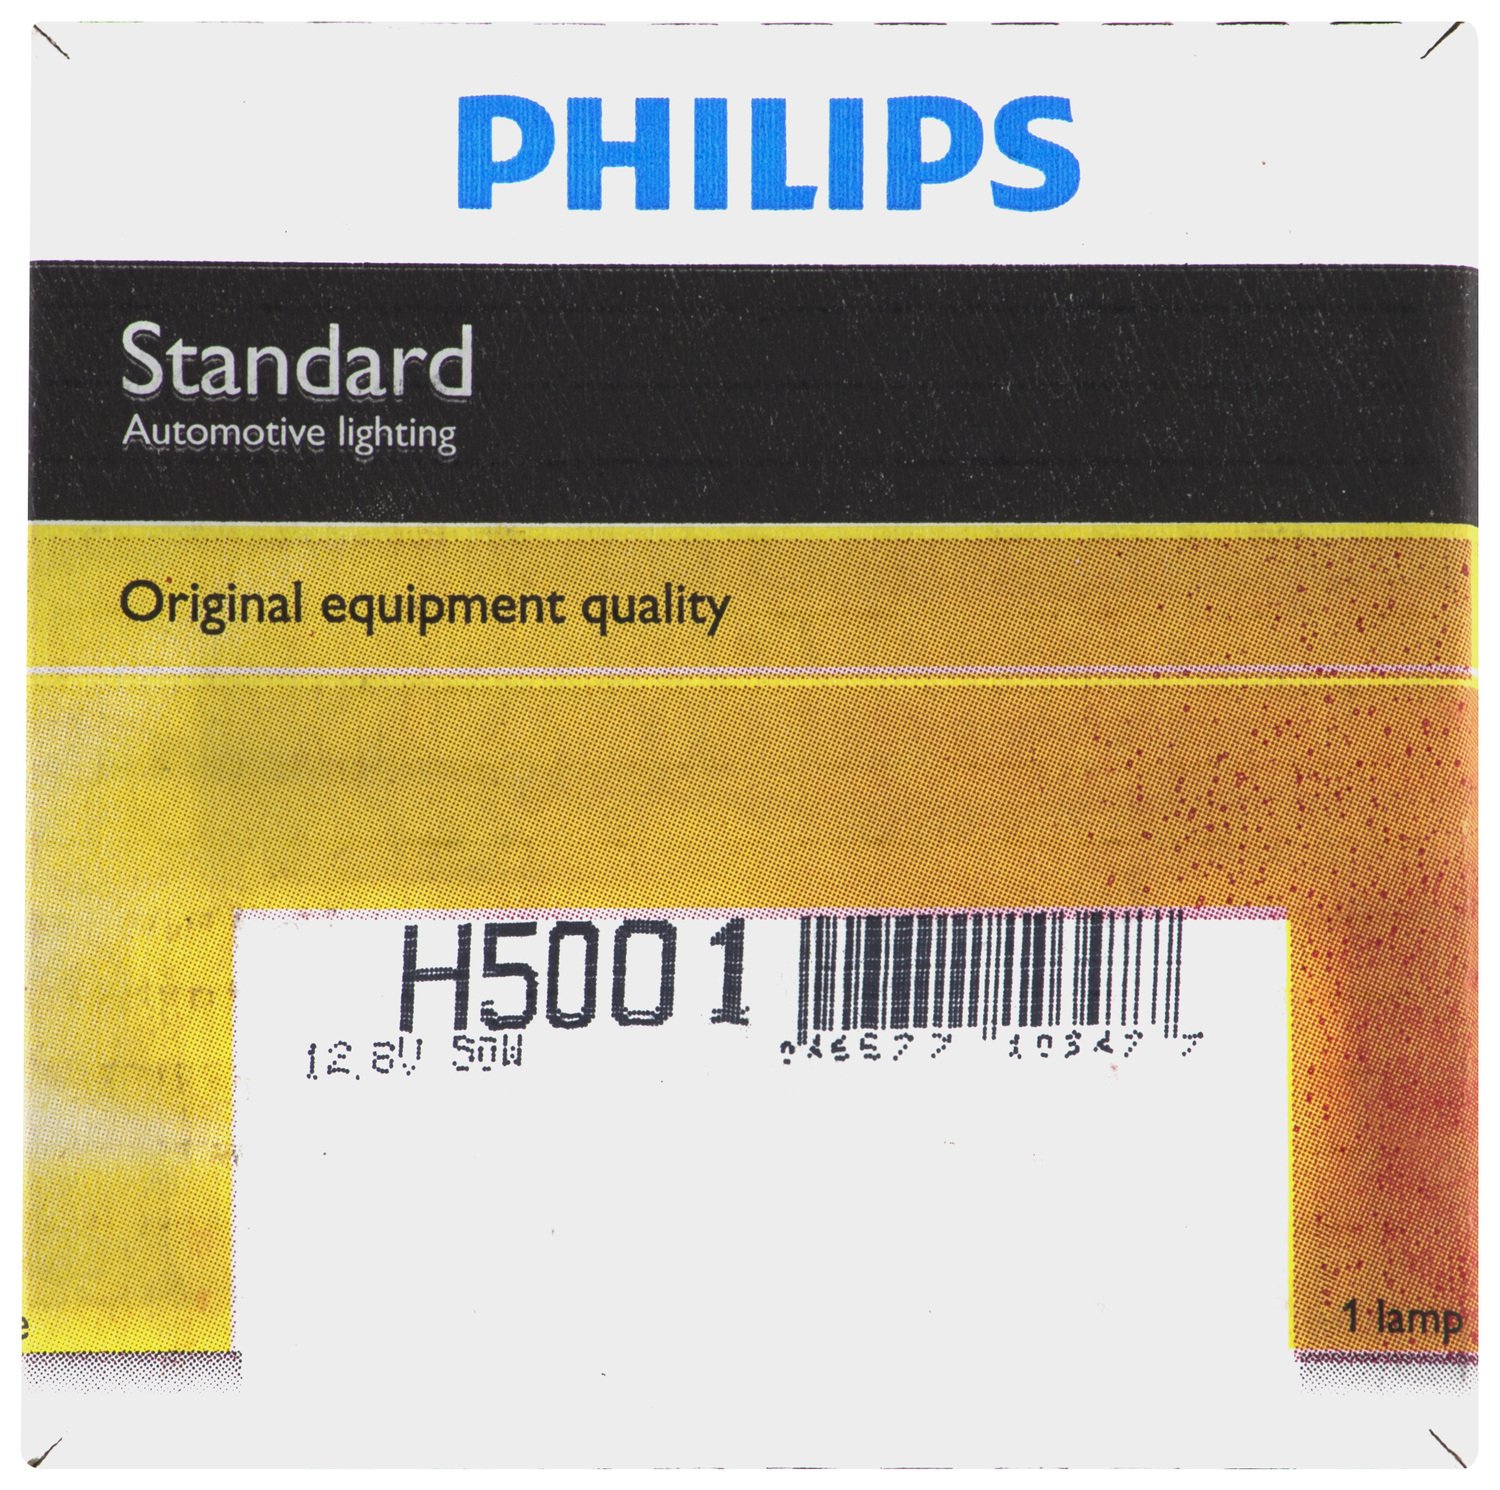 PHILIPS
Standard
Automotive lighting
Original equipment quality
H5001
12.8V 50W
1 lamp